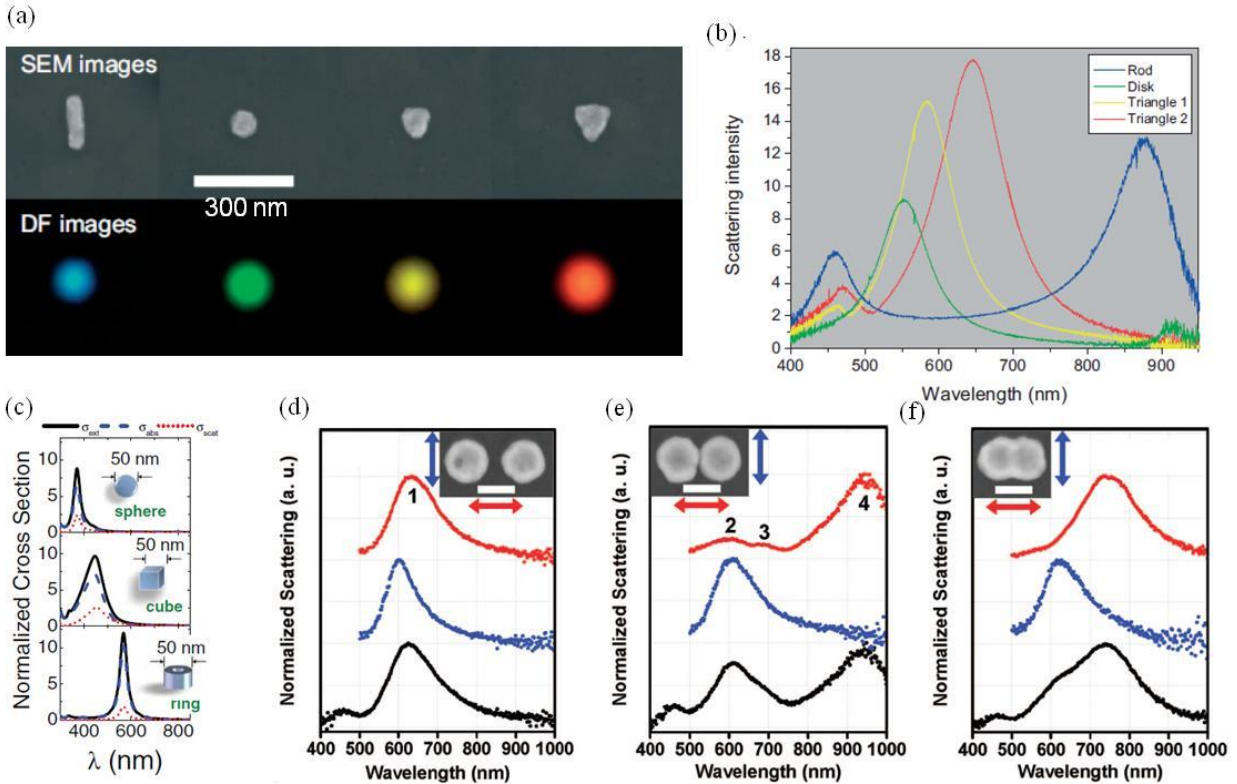 (a)
SEM images
300 nm
DF images
(b)
Scattering intensity
18
16
14
12
10
8
6
4
2
0
400 500 600 700 800 900
Wavelength (nm)
Rod
Disk
Triangle 1
Triangle 2
(c)
σext σabs σscat
Normalized Cross Section
10
5
0
50 nm
sphere
10
5
0
50 nm
cube
10
5
0
50 nm
ring
400 600 800
λ (nm)
(d)
Normalized Scattering (a. u.)
1
400 500 600 700 800 900 1000
Wavelength (nm)
(e)
Normalized Scattering (a. u.)
2
3
4
400 500 600 700 800 900 1000
Wavelength (nm)
(f)
Normalized Scattering (a. u.)
400 500 600 700 800 900 1000
Wavelength (nm)